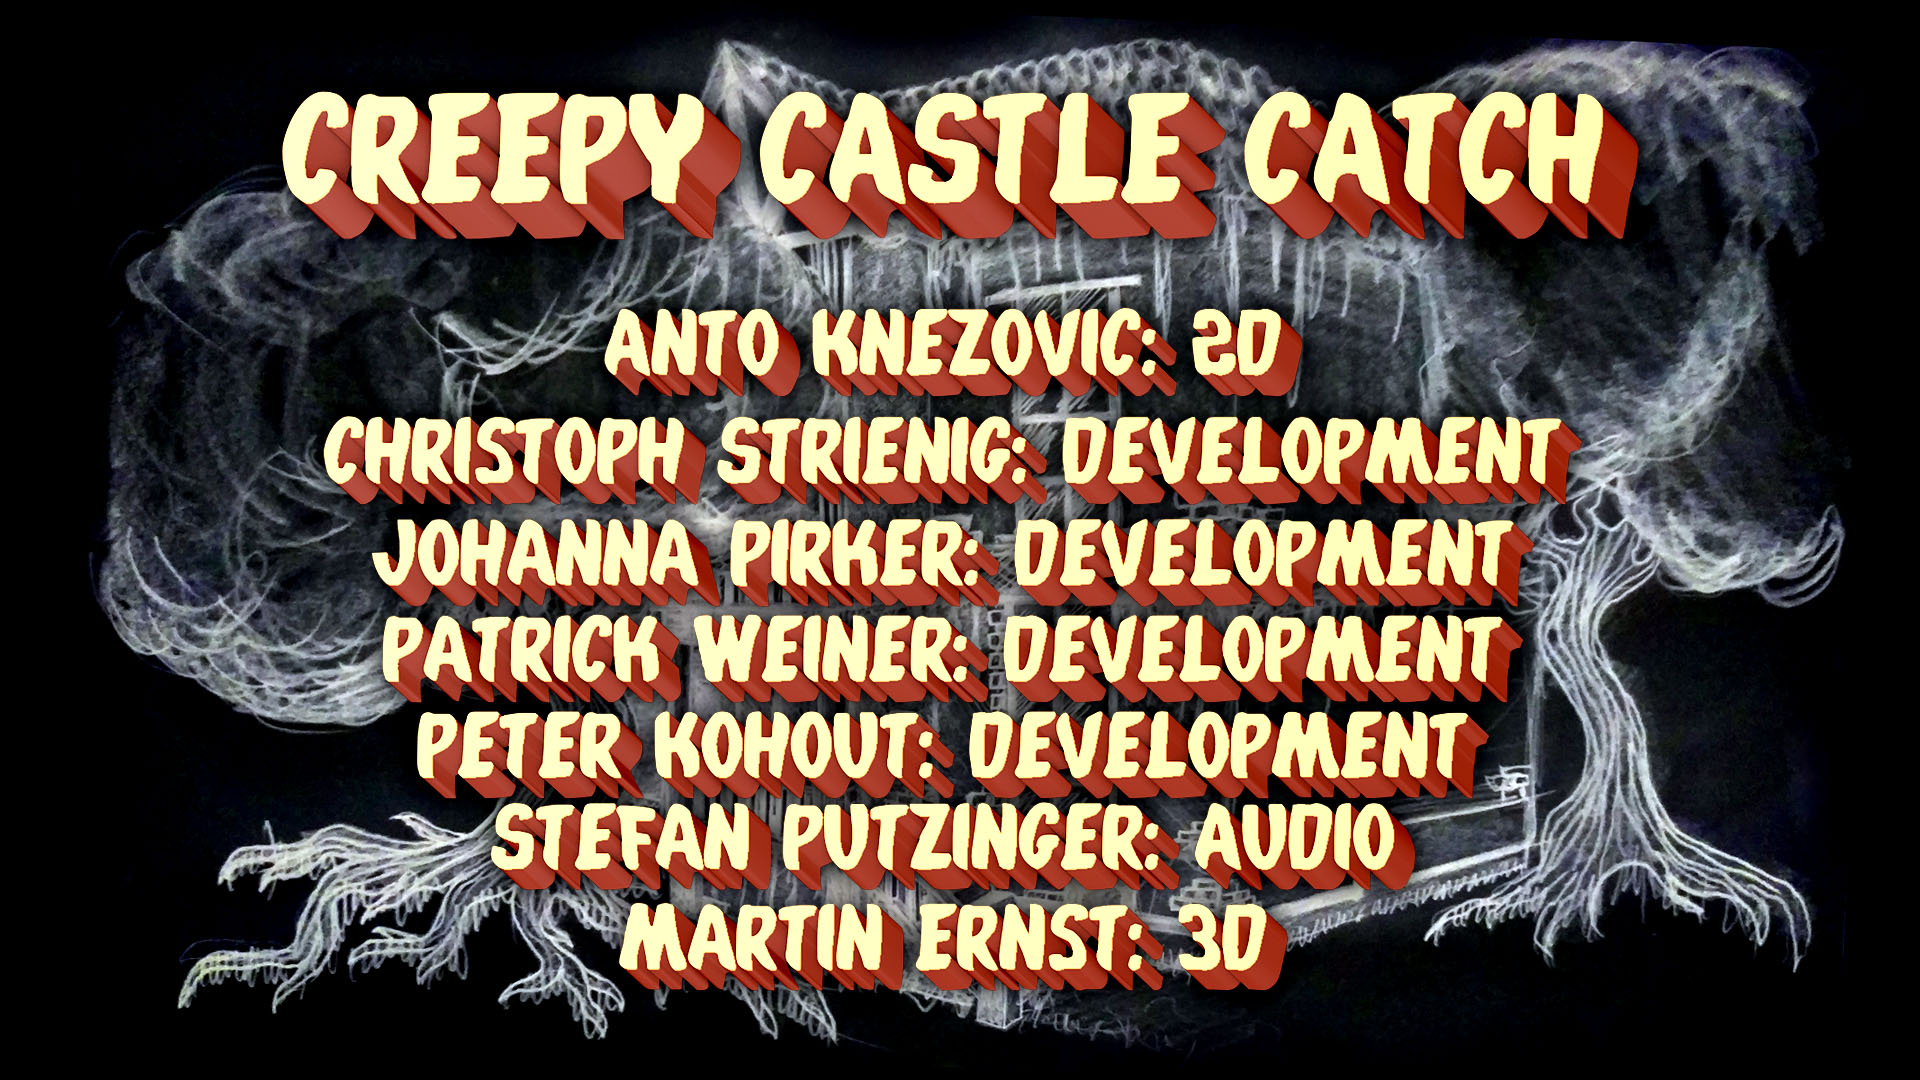 CREEPY CASTLE CATCH
ANTO KNEZOVIC: 2D
CHRISTOPH STRIENIG: DEVELOPMENT
JOHANNA PIRKER: DEVELOPMENT
PATRICK WEINER: DEVELOPMENT
PETER KOHOUT: DEVELOPMENT
STEFAN PUTZINGER: AUDIO
MARTIN ERNST: 3D